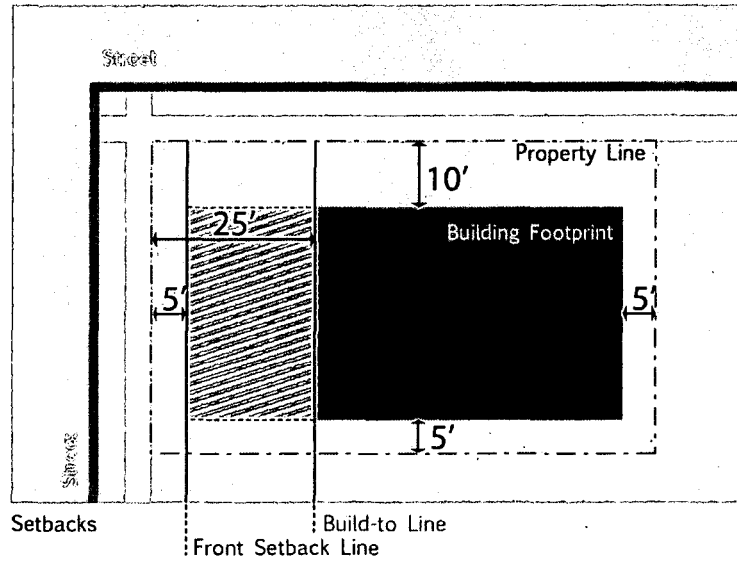 Street
Property Line
10'
25'
Building Footprint
5'
5'
5'
Street
Setbacks
Build-to Line
Front Setback Line